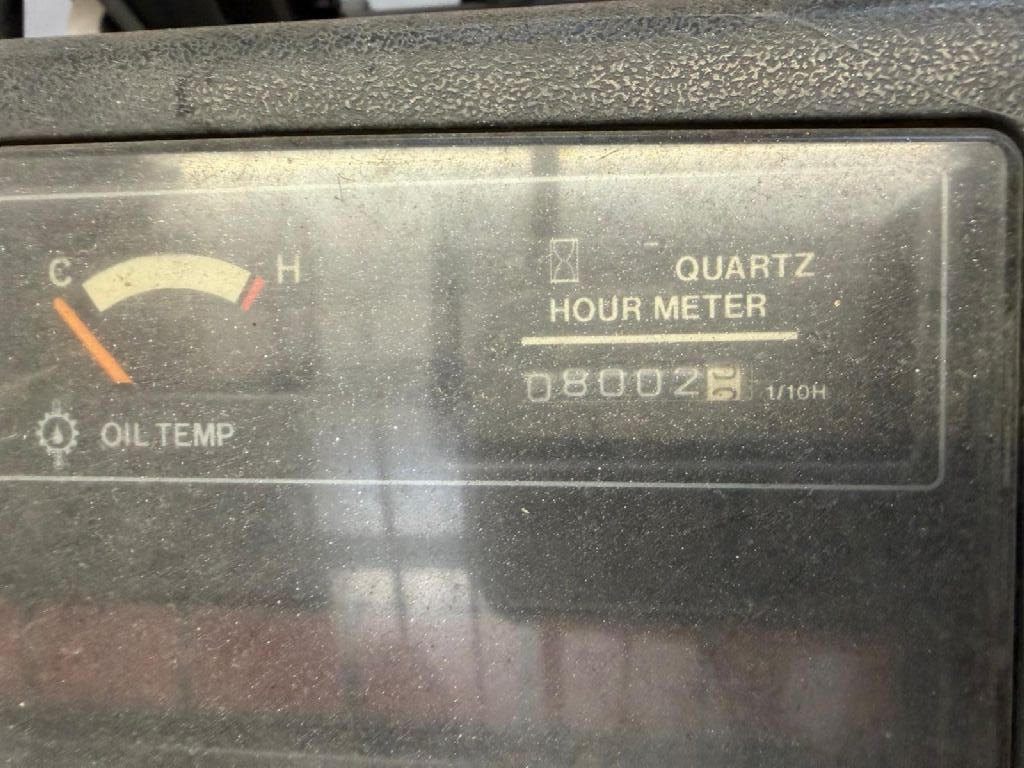 C H
OIL TEMP
QUARTZ
HOUR METER
08002 1/10H